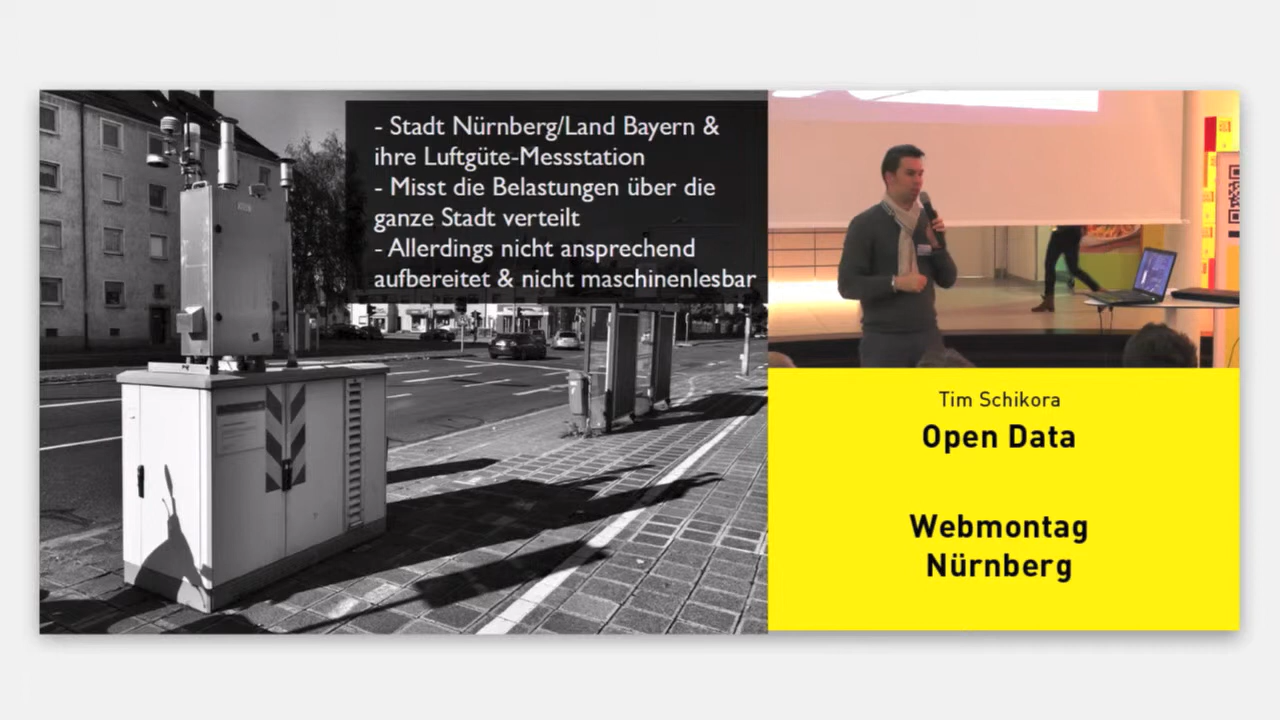 - Stadt Nürnberg/Land Bayern &
ihre Luftgüte-Messstation
- Misst die Belastungen über die
ganze Stadt verteilt
- Allerdings nicht ansprechend
aufbereitet & nicht maschinenlesbar
Tim Schikora
Open Data
Webmontag
Nürnberg